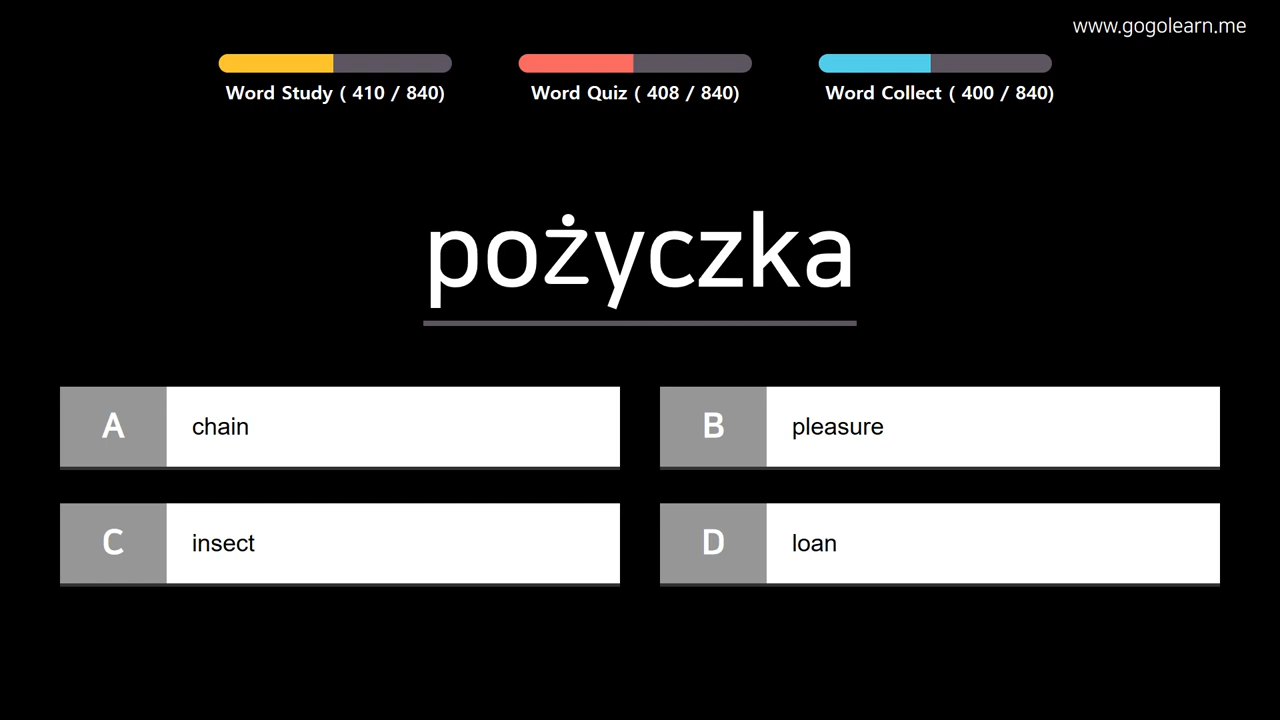 www.gogolearn.me
Word Study ( 410 / 840)
Word Quiz ( 408 / 840)
Word Collect ( 400 / 840)
pożyczka
A chain
B pleasure
C insect
D loan